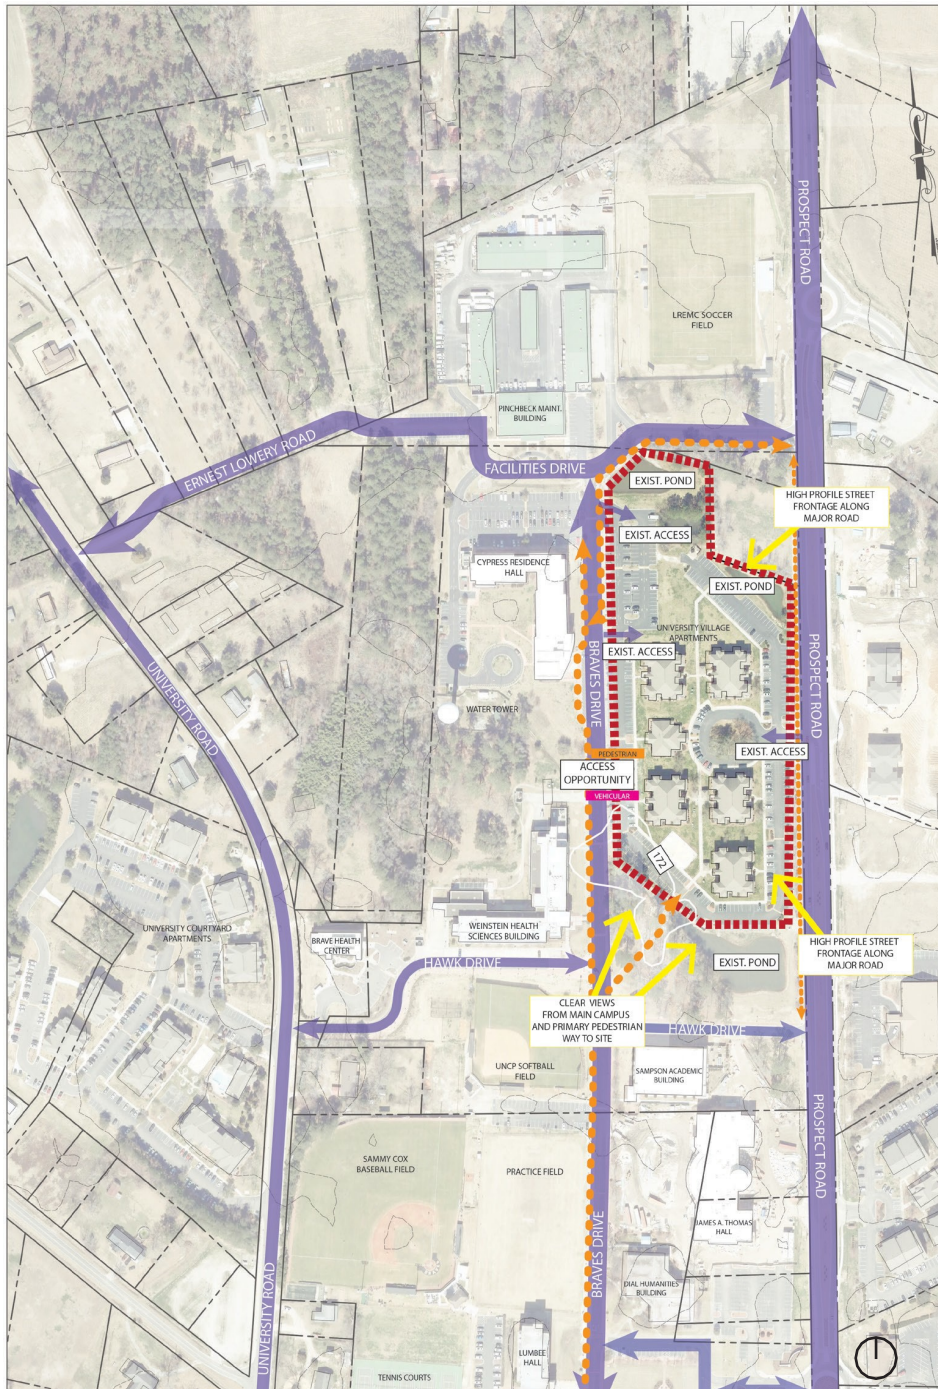 PROSPECT ROAD
LREMC SOCCER
FIELD
PINCHBECK MAINT.
BUILDING
ERNEST LOWERY ROAD
FACILITIES DRIVE
EXIST. POND
HIGH PROFILE STREET
FRONTAGE ALONG
MAJOR ROAD
EXIST. ACCESS
CYPRESS RESIDENCE
HALL
EXIST. POND
UNIVERSITY VILLAGE
APARTMENTS
EXIST. ACCESS
BRAVES DRIVE
PROSPECT ROAD
UNIVERSITY ROAD
WATER TOWER
PEDESTRIAN
EXIST. ACCESS
ACCESS
OPPORTUNITY
VEHICULAR
172
UNIVERSITY COURTYARD
APARTMENTS
BRAVE HEALTH
CENTER
WEINSTEIN HEALTH
SCIENCES BUILDING
HIGH PROFILE STREET
FRONTAGE ALONG
MAJOR ROAD
HAWK DRIVE
EXIST. POND
CLEAR VIEWS
FROM MAIN CAMPUS
AND PRIMARY PEDESTRIAN
WAY TO SITE
HAWK DRIVE
UNCP SOFTBALL
FIELD
SAMPSON ACADEMIC
BUILDING
PROSPECT ROAD
SAMMY COX
BASEBALL FIELD
PRACTICE FIELD
JAMES A. THOMAS
HALL
BRAVES DRIVE
UNIVERSITY ROAD
DIAL HUMANITIES
BUILDING
LUMBEE
HALL
TENNIS COURTS